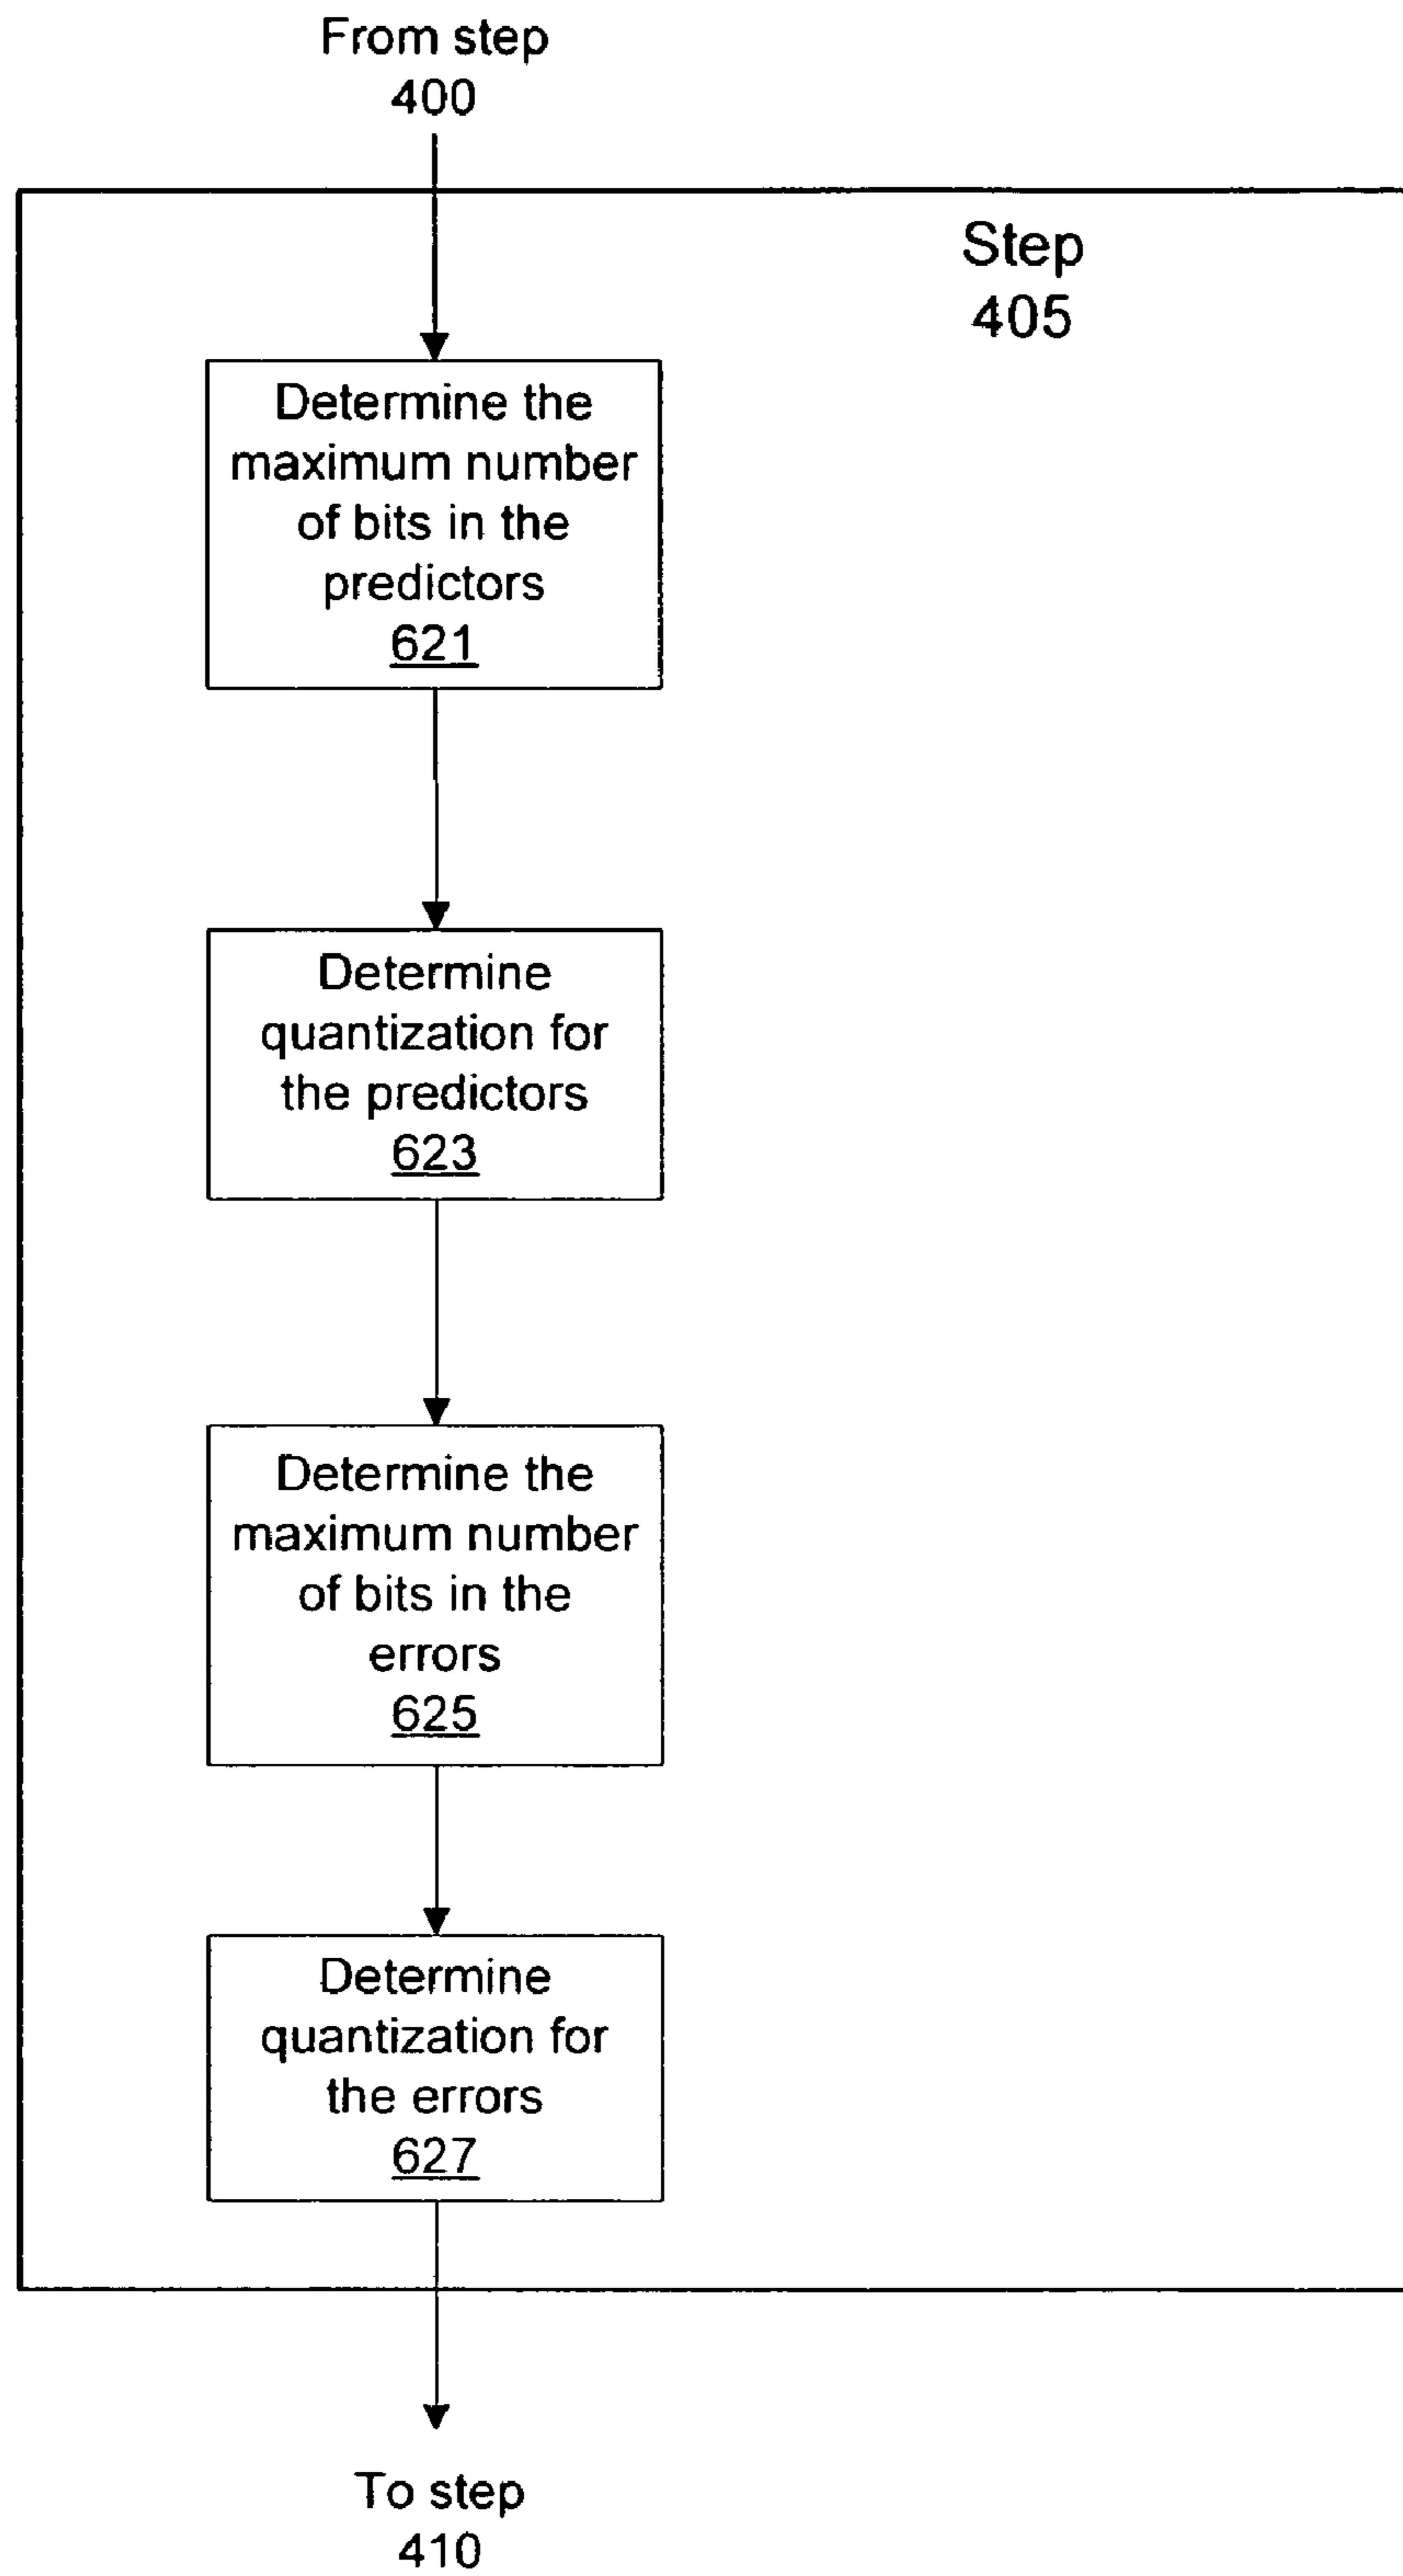 From step
400
Step
405
Determine the
maximum number
of bits in the
predictors
621
Determine
quantization for
the predictors
623
Determine the
maximum number
of bits in the
errors
625
Determine
quantization for
the errors
627
To step
410